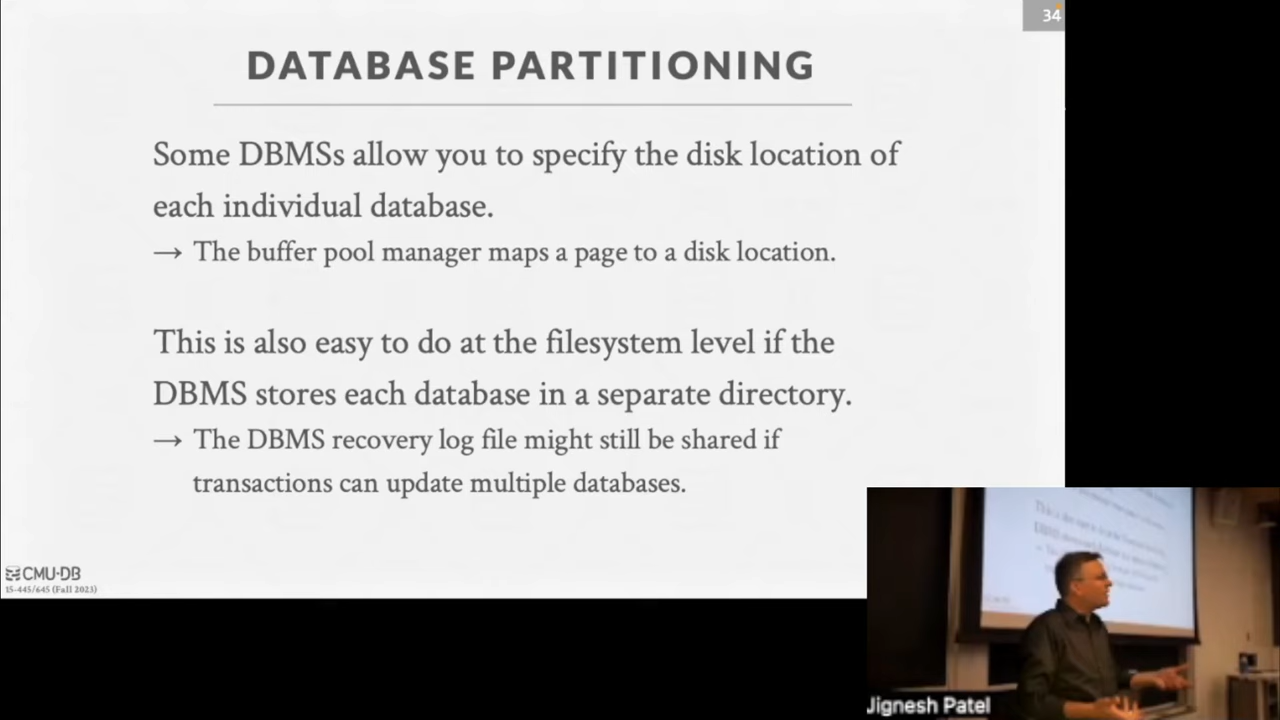 34
DATABASE PARTITIONING
Some DBMSs allow you to specify the disk location of
each individual database.
→ The buffer pool manager maps a page to a disk location.
This is also easy to do at the filesystem level if the
DBMS stores each database in a separate directory.
→ The DBMS recovery log file might still be shared if
transactions can update multiple databases.
CMU·DB
15-445/645 (Fall 2023)
Jignesh Patel